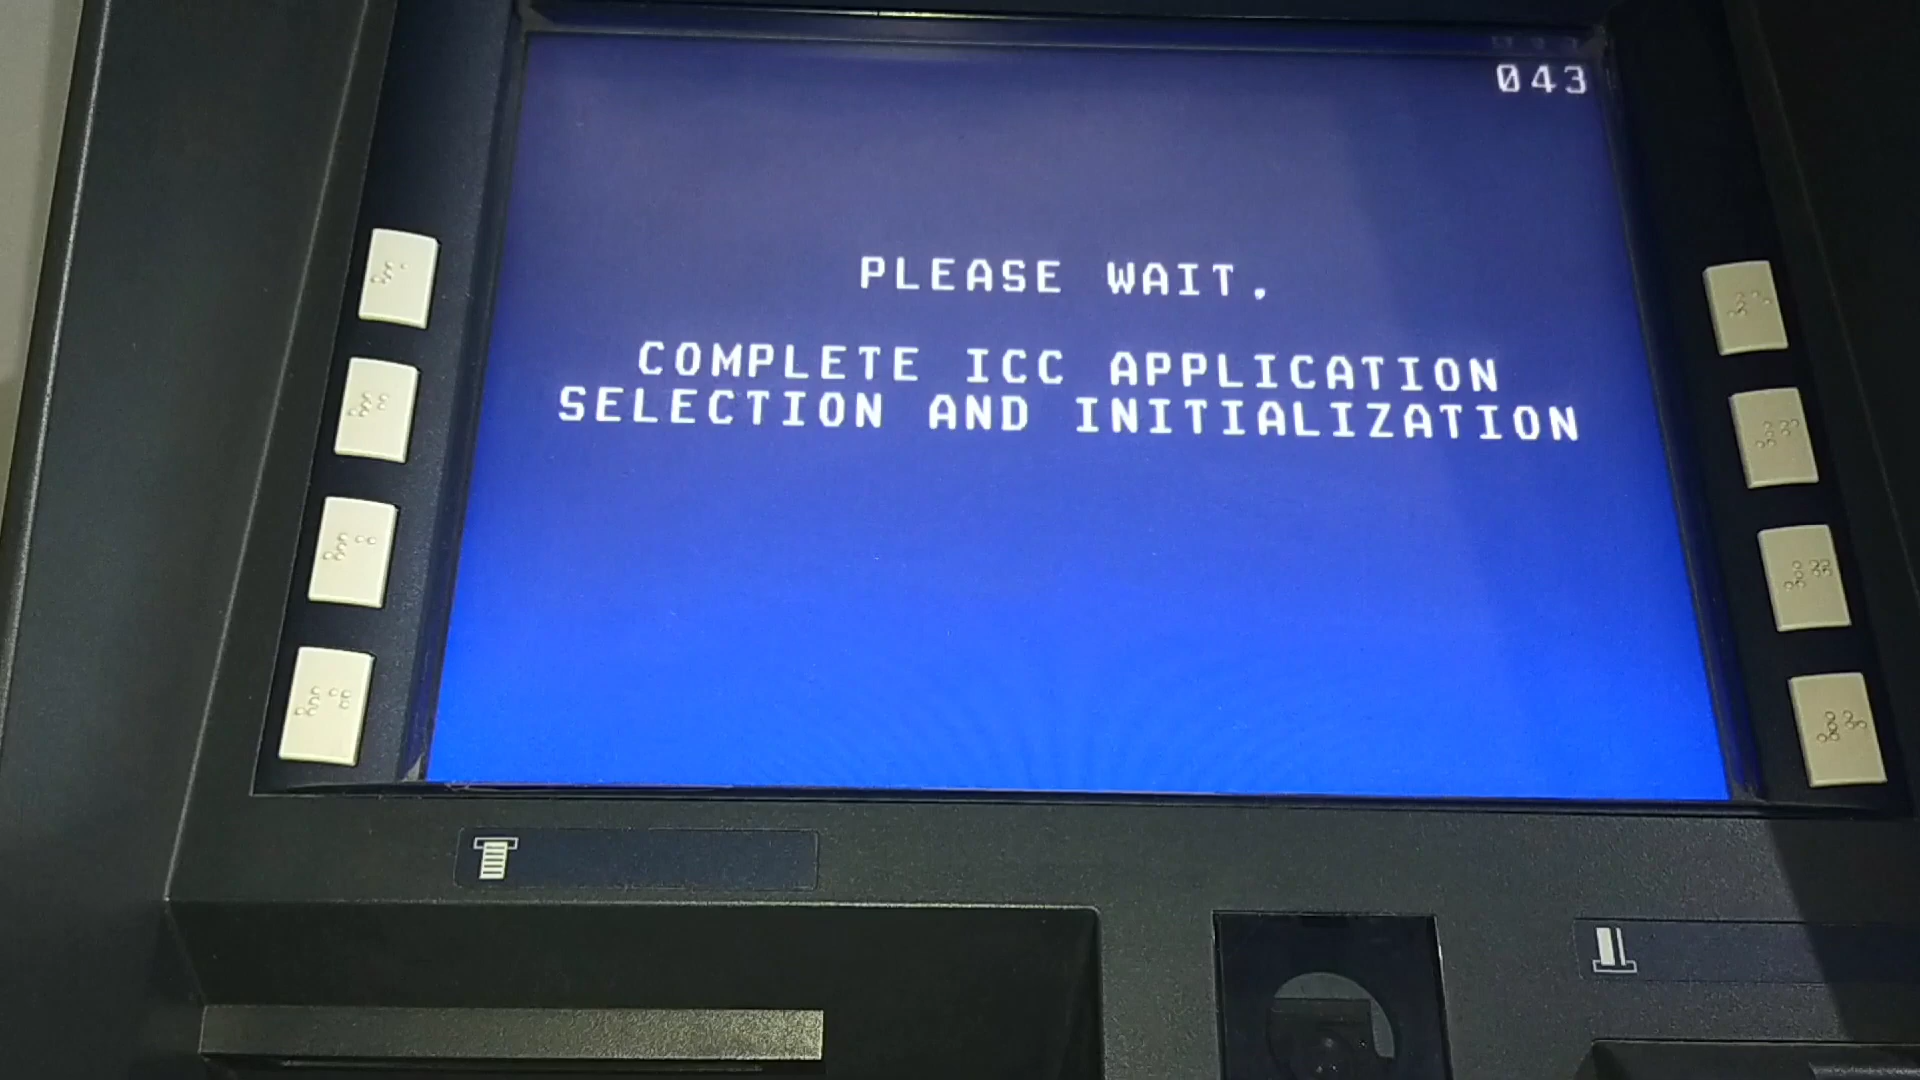 043
PLEASE WAIT.
COMPLETE ICC APPLICATION
SELECTION AND INITIALIZATION